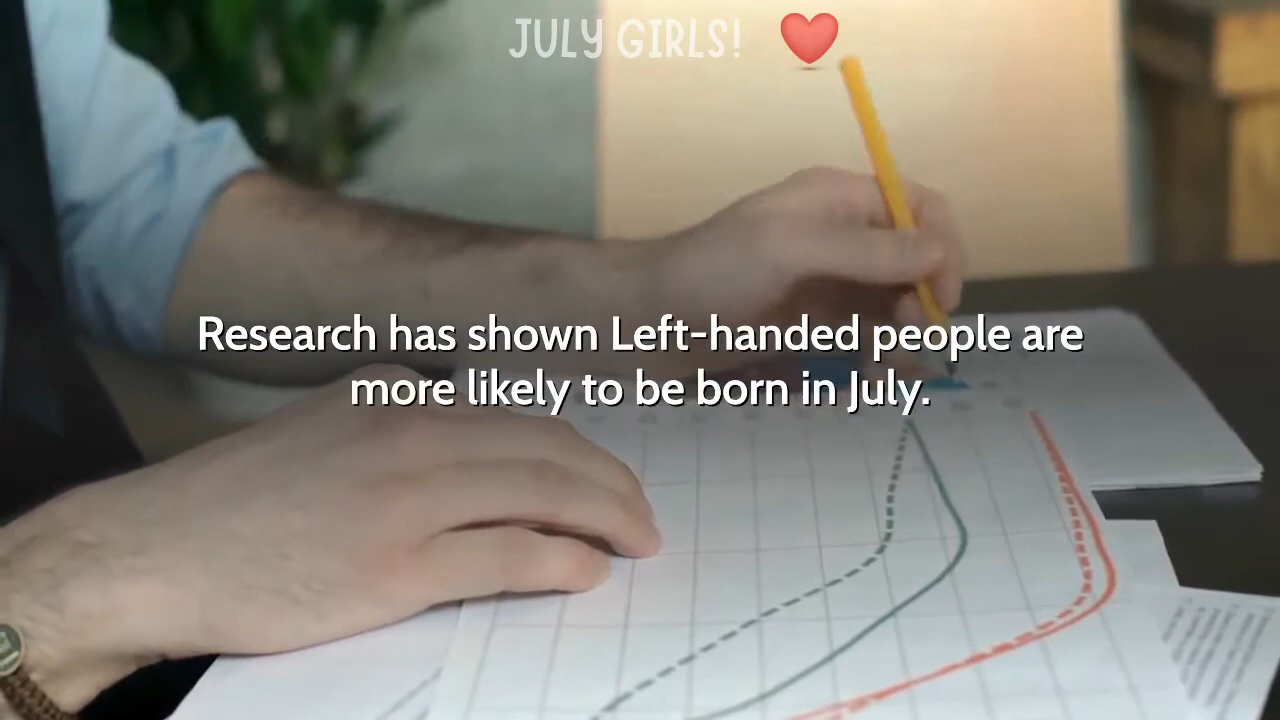 JULY GIRLS!
Research has shown Left-handed people are
more likely to be born in July.